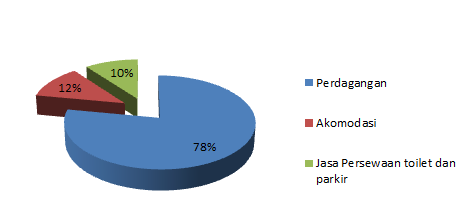 10%
12%
78%
Perdagangan
Akomodasi
Jasa Persewaan toilet dan
parkir